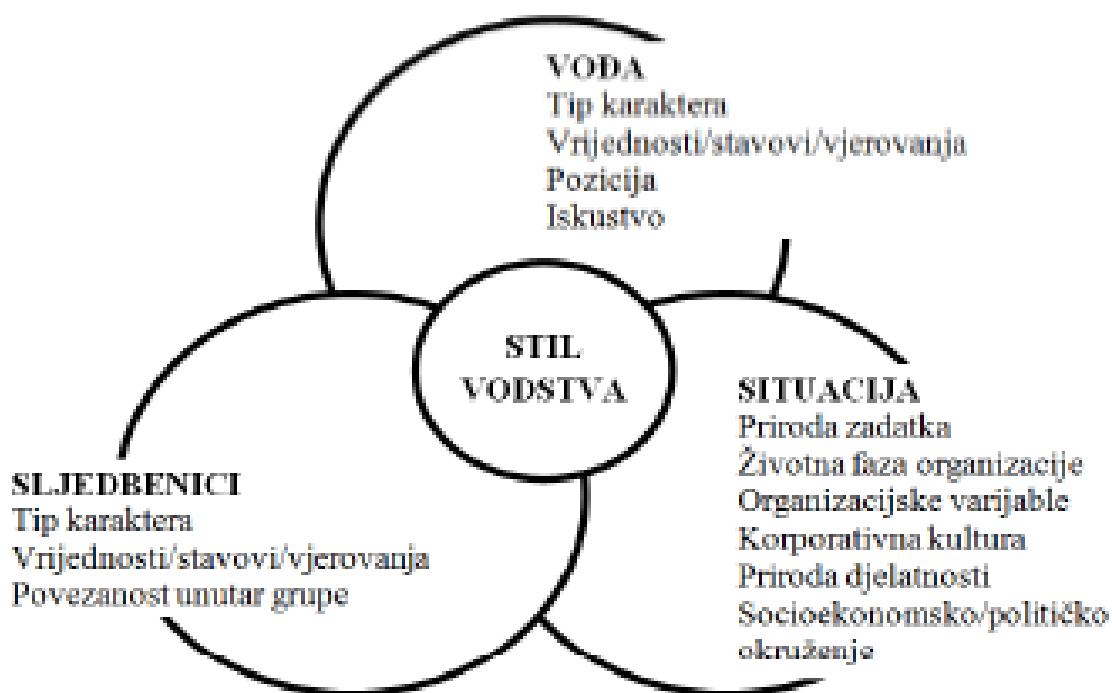 VOĐA
Tip karaktera
Vrijednosti/stavovi/vjerovanja
Pozicija
Iskustvo
STIL
VODSTVA
SITUACIJA
Priroda zadatka
Životna faza organizacije
Organizacijske varijable
Korporativna kultura
Priroda djelatnosti
Socioekonomsko/političko
okruženje
SLJEDBENICI
Tip karaktera
Vrijednosti/stavovi/vjerovanja
Povezanost unutar grupe